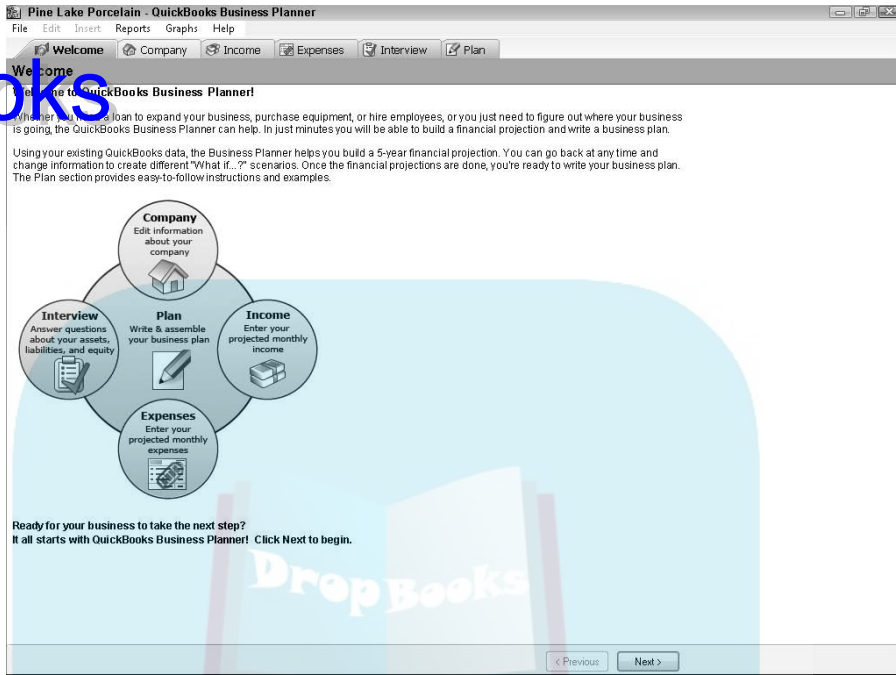 Pine Lake Porcelain - QuickBooks Business Planner
File Edit Insert Reports Graphs Help
Welcome Company Income Expenses Interview Plan
Welcome
ooks
Welcome to QuickBooks Business Planner!
Whether you need a loan to expand your business, purchase equipment, or hire employees, or you just need to figure out where your business
is going, the QuickBooks Business Planner can help. In just minutes you will be able to build a financial projection and write a business plan.
Using your existing QuickBooks data, the Business Planner helps you build a 5-year financial projection. You can go back at any time and
change information to create different "What if...?" scenarios. Once the financial projections are done, you're ready to write your business plan.
The Plan section provides easy-to-follow instructions and examples.
Company
Edit information
about your
company
Interview
Answer questions
about your assets,
liabilities, and equity
Plan
Write & assemble
your business plan
Income
Enter your
projected monthly
income
Expenses
Enter your
projected monthly
expenses
Ready for your business to take the next step?
It all starts with QuickBooks Business Planner! Click Next to begin.
DropBooks
< Previous Next >